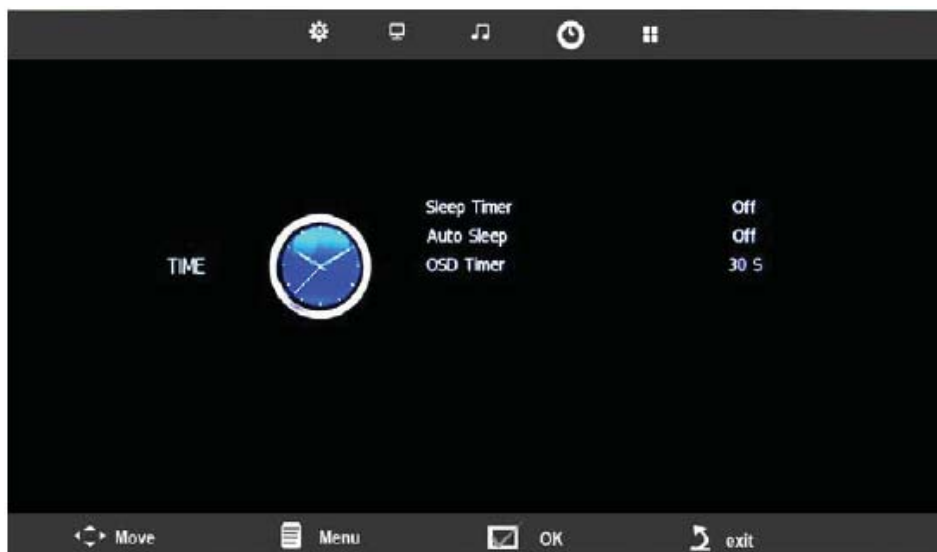 Sleep Timer Off
Auto Sleep Off
TIME
OSD Timer 30 S
Move Menu OK exit